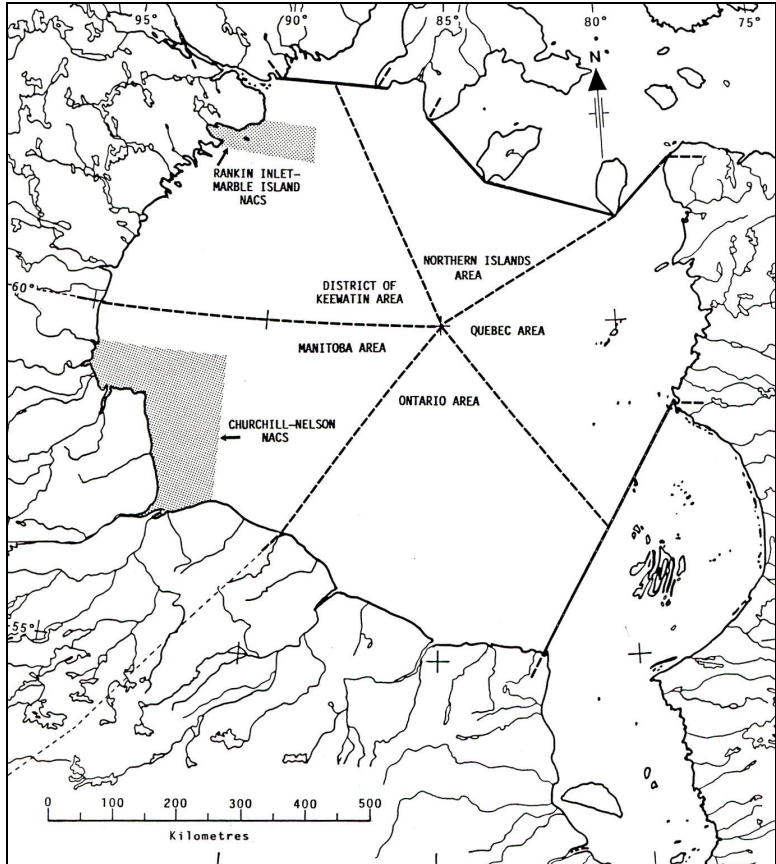 95°
90°
85°
80°
75°
N
RANKIN INLET—
MARBLE ISLAND
NACS
NORTHERN ISLANDS
AREA
DISTRICT OF
KEEWATIN AREA
60°
QUEBEC AREA
MANITOBA AREA
ONTARIO AREA
CHURCHILL—NELSON
NACS
55°
0 100 200 300 400 500
Kilometres